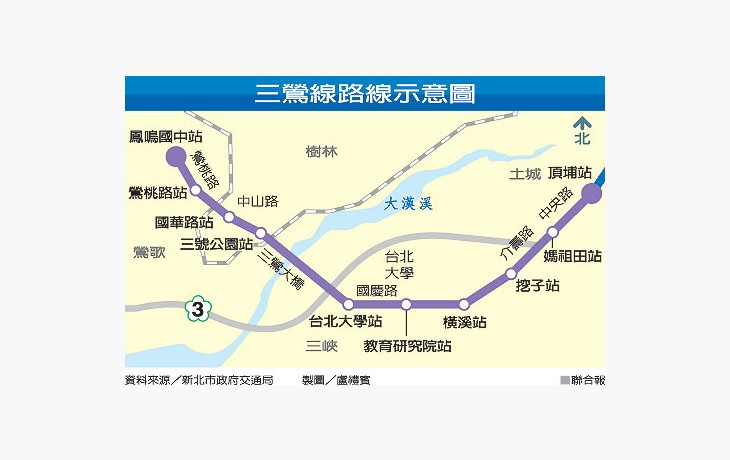 三鶯線路線示意圖
鳳鳴國中站
鶯桃路
樹林
北
土城
頂埔站
鶯桃路站
中山路
大漢溪
中央路
國華路站
三號公園站
鶯歌
三鶯大橋
台北
大學
介壽路
媽祖田站
國慶路
挖子站
3
台北大學站
橫溪站
三峽
教育研究院站
資料來源／新北市政府交通局
製圖／盧禮賓
聯合報